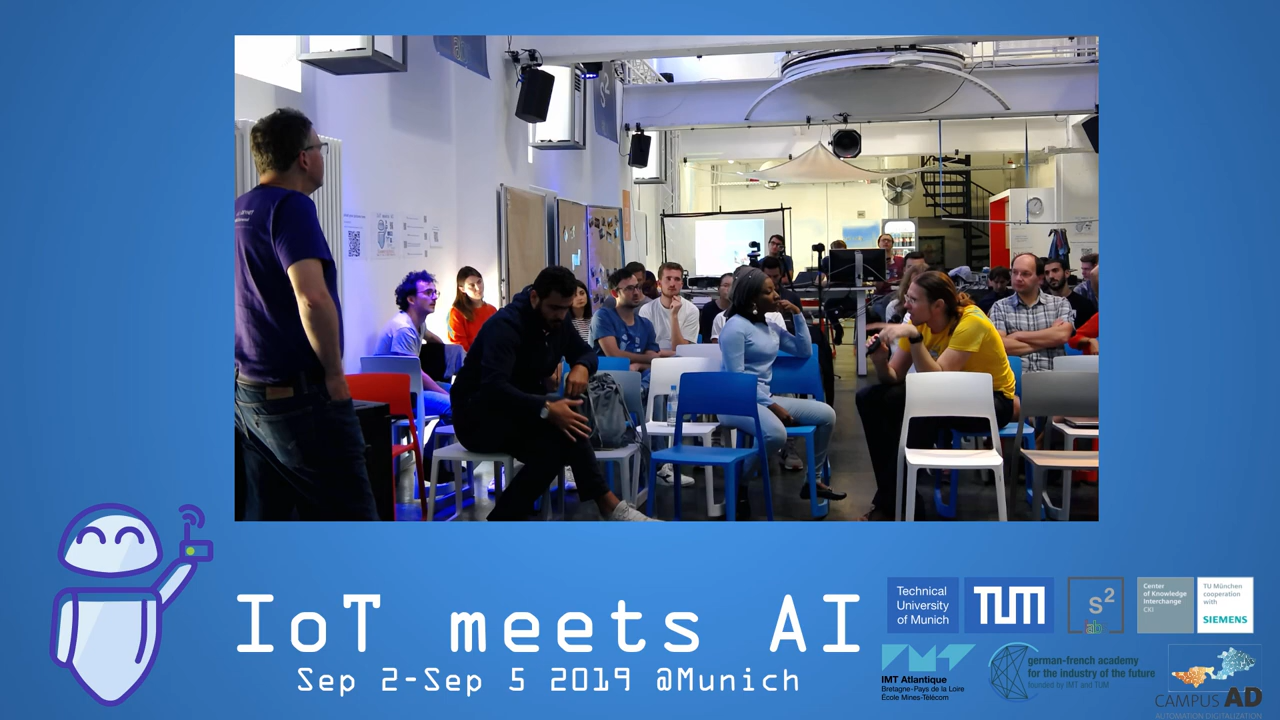 IoT meets AI
Sep 2-Sep 5 2019 @Munich
Technical
University
of Munich
TUM
s2
lab
Center
of Knowledge
Interchange
CKI
TU München
cooperation
with
SIEMENS
IMT Atlantique
Bretagne-Pays de la Loire
École Mines-Télécom
german-french academy
for the industry of the future
founded by IMT and TUM
CAMPUS AD
AUTOMATION DIGITALIZATION